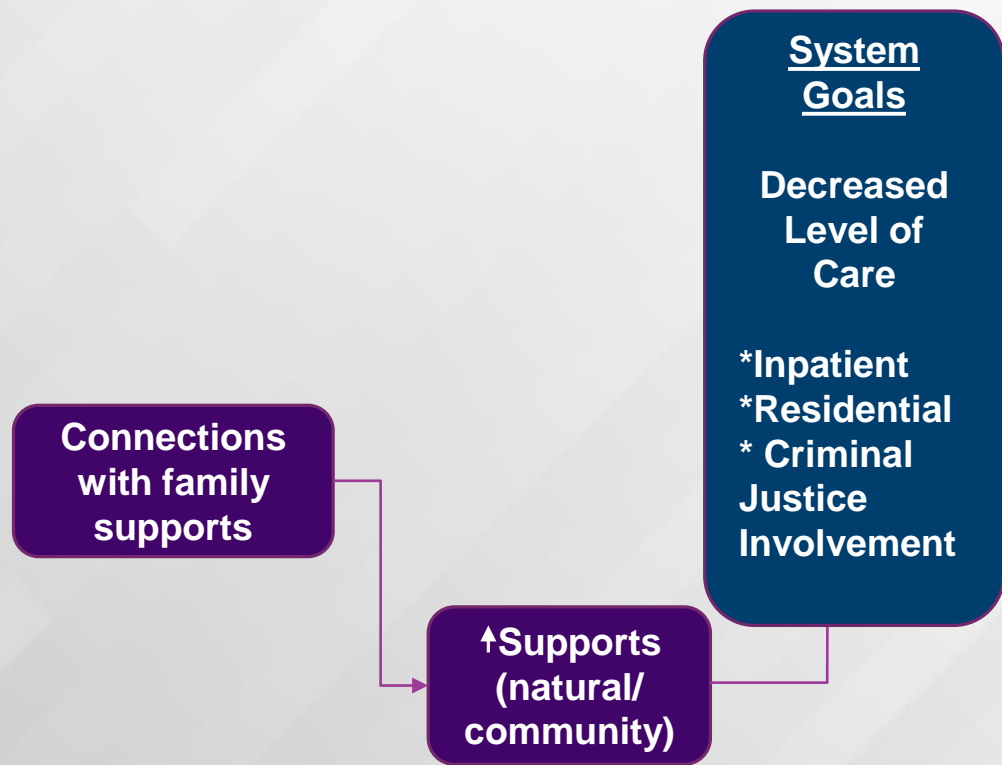 System
Goals
Decreased
Level of
Care
*Inpatient
*Residential
* Criminal
Justice
Involvement
Connections
with family
supports
↑Supports
(natural/
community)